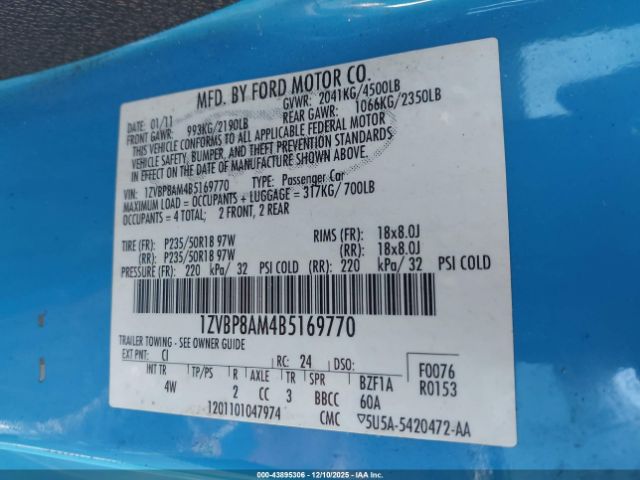 MFD. BY FORD MOTOR CO.
DATE: 01/11 GVWR: 2041KG/4500LB
FRONT GAWR: 993KG/2190LB REAR GAWR: 1066KG/2350LB
THIS VEHICLE CONFORMS TO ALL APPLICABLE FEDERAL MOTOR
VEHICLE SAFETY, BUMPER, AND THEFT PREVENTION STANDARDS
IN EFFECT ON THE DATE OF MANUFACTURE SHOWN ABOVE.
VIN: 1ZVBP8AM4B5169770 TYPE: Passenger Car
MAXIMUM LOAD = OCCUPANTS + LUGGAGE = 317KG/700LB
OCCUPANTS = 4 TOTAL; 2 FRONT, 2 REAR
TIRE (FR): P235/50R18 97W RIMS (FR): 18x8.0J
(RR): P235/50R18 97W (RR): 18x8.0J
PRESSURE (FR): 220 kPa/ 32 PSI COLD (RR): 220 kPa/ 32 PSI COLD
1ZVBP8AM4B5169770
TRAILER TOWING - SEE OWNER GUIDE
EXT PNT: CI RC: 24 DSO: F0076
INT TR TP/PS R AXLE TR SPR BZF1A R0153
4W 2 CC 3 BBCC 60A
1201101047974 CMC ▽5U5A-5420472-AA
000-43895306 - 12/10/2025 - IAAI Auctions